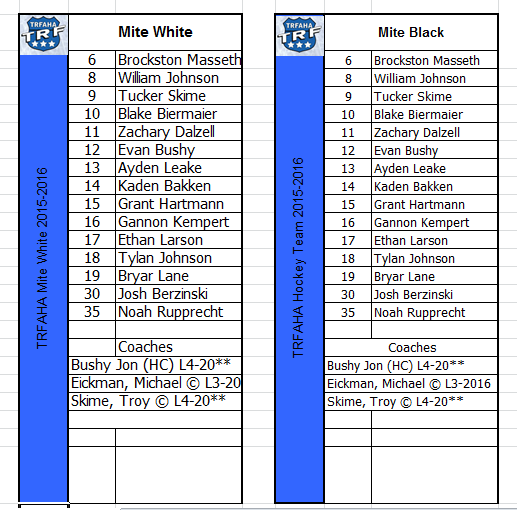 TRFAHA
TRF
Mite White
TRFAHA Mite White 2015-2016
6 Brockston Masseth
8 William Johnson
9 Tucker Skime
10 Blake Biermaier
11 Zachary Dalzell
12 Evan Bushy
13 Ayden Leake
14 Kaden Bakken
15 Grant Hartmann
16 Gannon Kempert
17 Ethan Larson
18 Tylan Johnson
19 Bryar Lane
30 Josh Berzinski
35 Noah Rupprecht
Coaches
Bushy Jon (HC) L4-20**
Eickman, Michael © L3-20
Skime, Troy © L4-20**
TRFAHA
TRF
Mite Black
TRFAHA Hockey Team 2015-2016
6 Brockston Masseth
8 William Johnson
9 Tucker Skime
10 Blake Biermaier
11 Zachary Dalzell
12 Evan Bushy
13 Ayden Leake
14 Kaden Bakken
15 Grant Hartmann
16 Gannon Kempert
17 Ethan Larson
18 Tylan Johnson
19 Bryar Lane
30 Josh Berzinski
35 Noah Rupprecht
Coaches
Bushy Jon (HC) L4-20**
Eickman, Michael © L3-2016
Skime, Troy © L4-20**